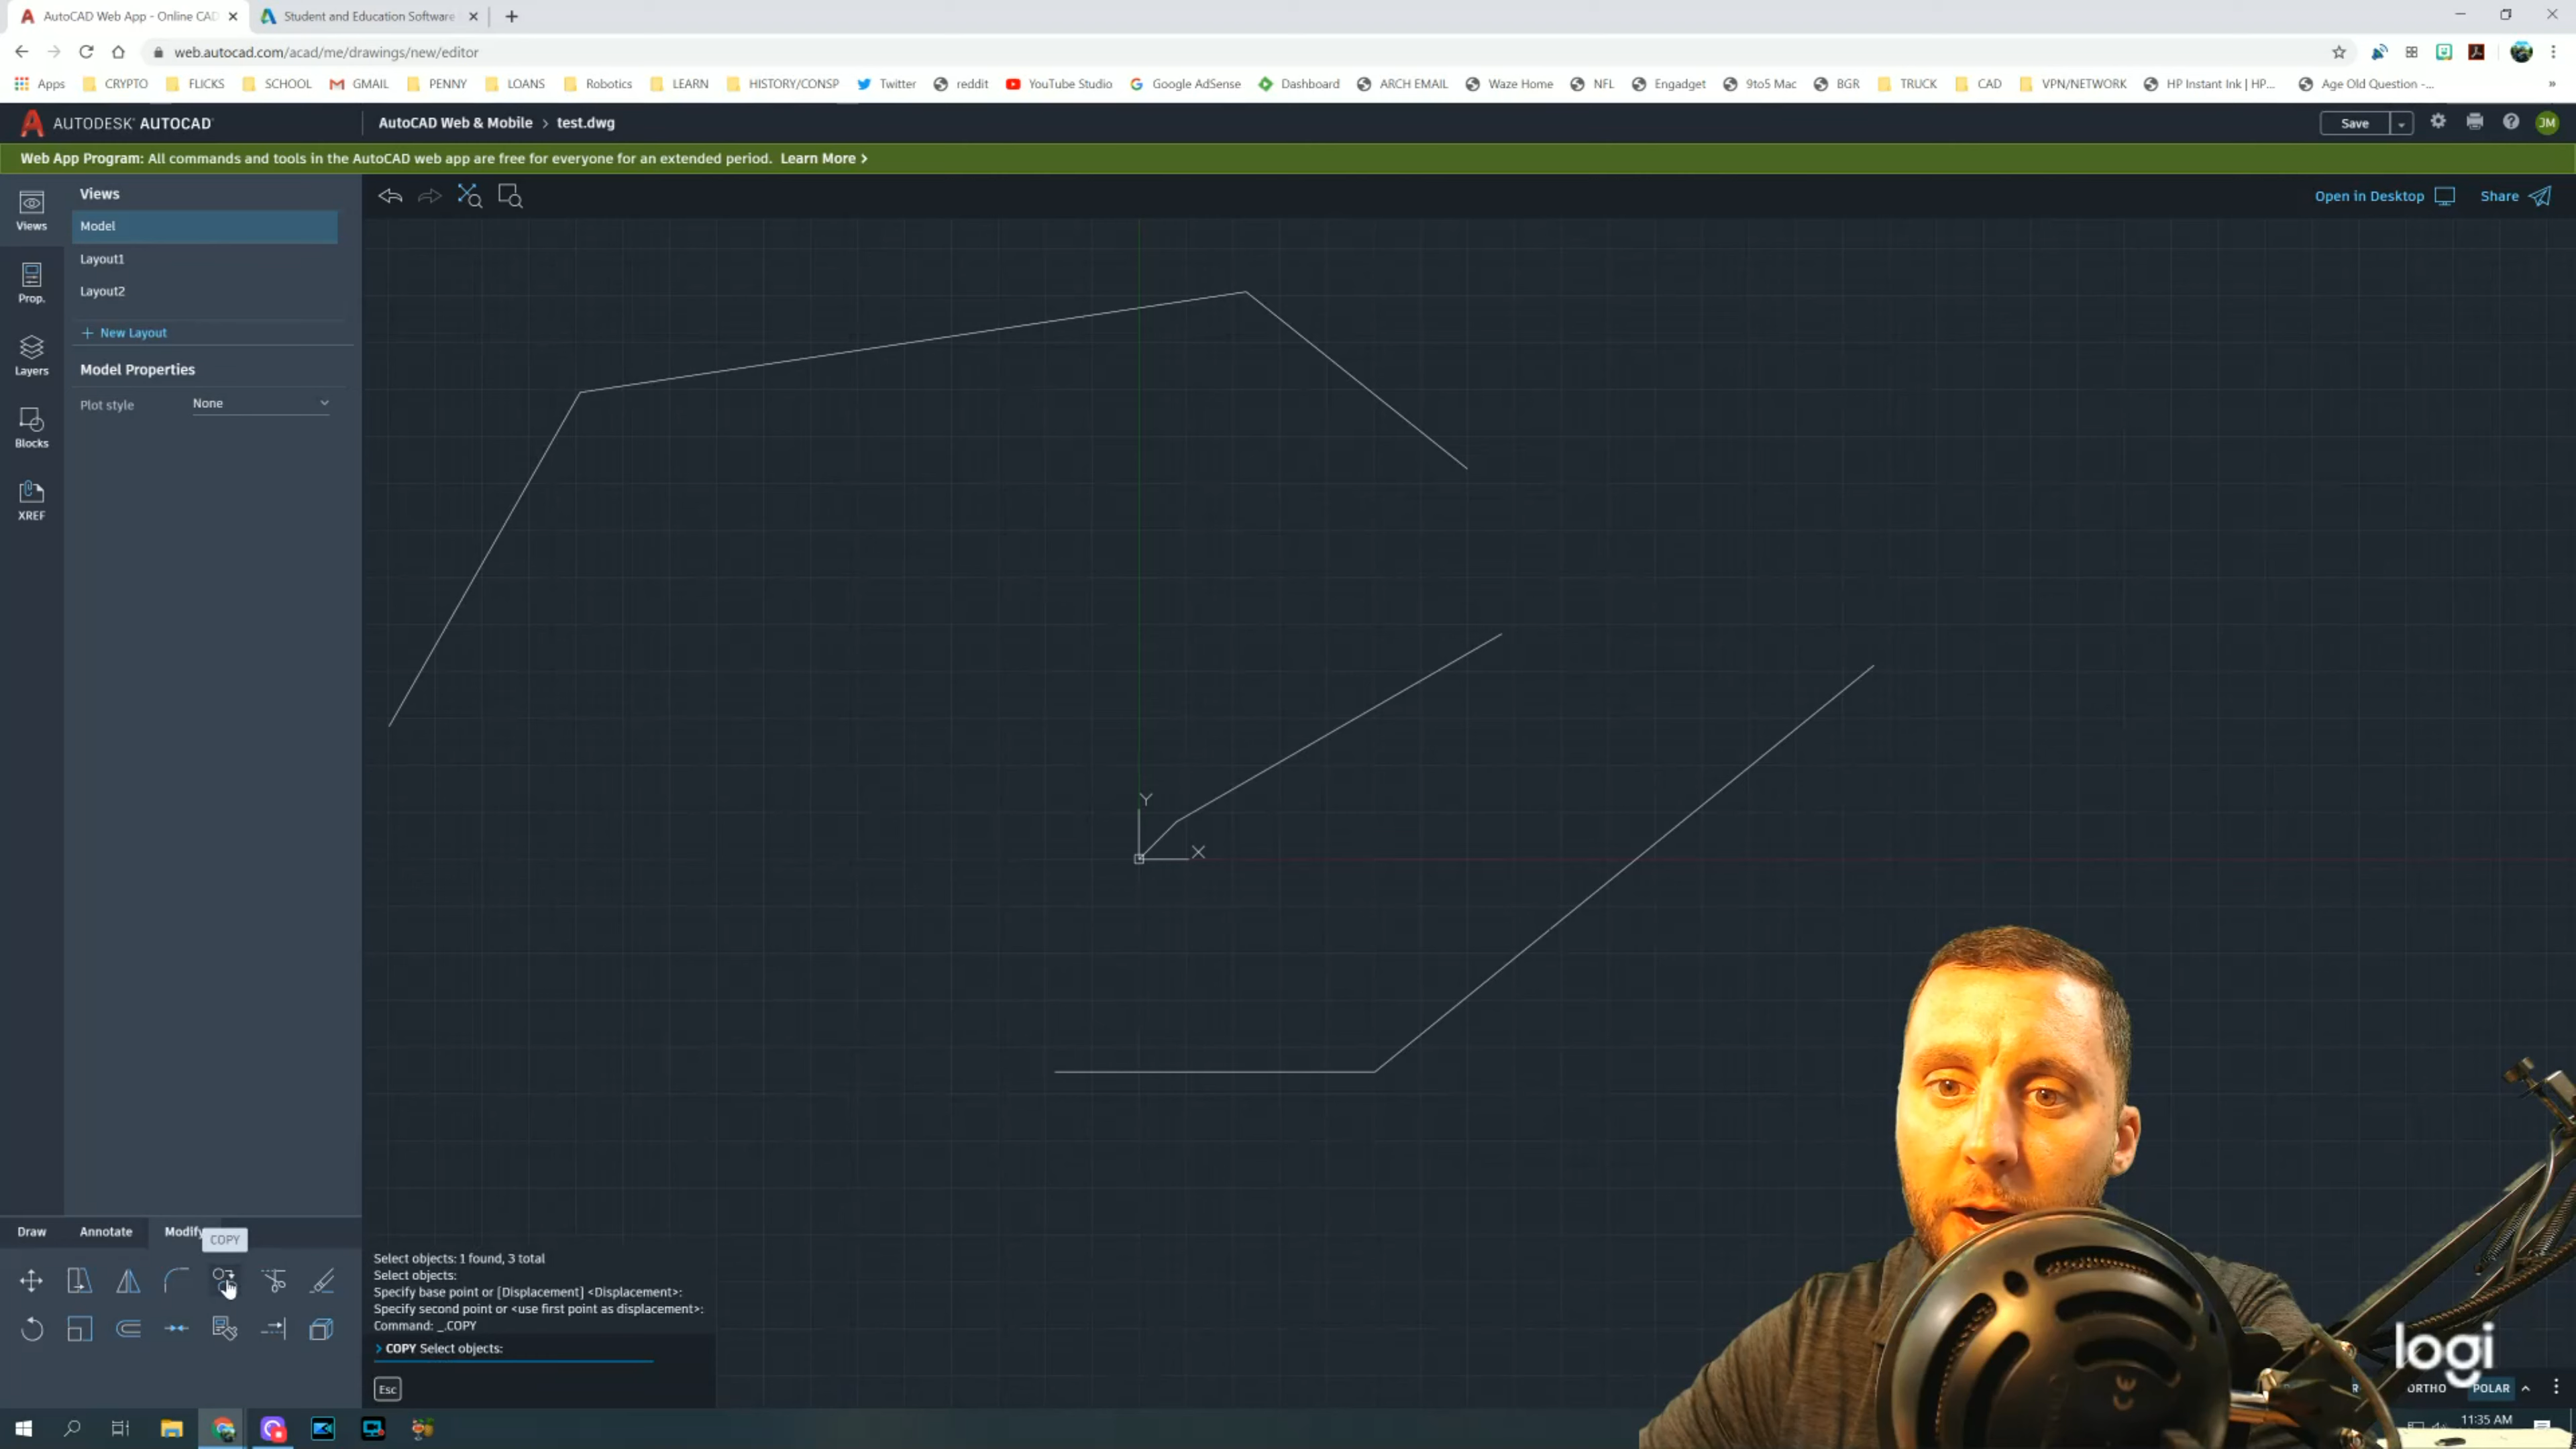 AutoCAD Web App - Online CAD
Student and Education Software
web.autocad.com/acad/me/drawings/new/editor
Apps CRYPTO FLICKS SCHOOL GMAIL PENNY LOANS Robotics LEARN HISTORY/CONSP Twitter reddit YouTube Studio Google AdSense Dashboard ARCH EMAIL Waze Home NFL Engadget 9to5 Mac BGR TRUCK CAD VPN/NETWORK HP Instant Ink | HP... Age Old Question -... »
AUTODESK' AUTOCAD'
AutoCAD Web & Mobile > test.dwg
Save
JM
Web App Program: All commands and tools in the AutoCAD web app are free for everyone for an extended period. Learn More >
Views
Views
Model
Layout1
Layout2
+ New Layout
Model Properties
Plot style None
Prop.
Layers
Blocks
XREF
Open in Desktop
Share
Y
X
Draw Annotate Modify
COPY
Select objects: 1 found, 3 total
Select objects:
Specify base point or [Displacement] <Displacement>:
Specify second point or <use first point as displacement>:
Command: _.COPY
> COPY Select objects:
Esc
logi
ORTHO POLAR
11:35 AM